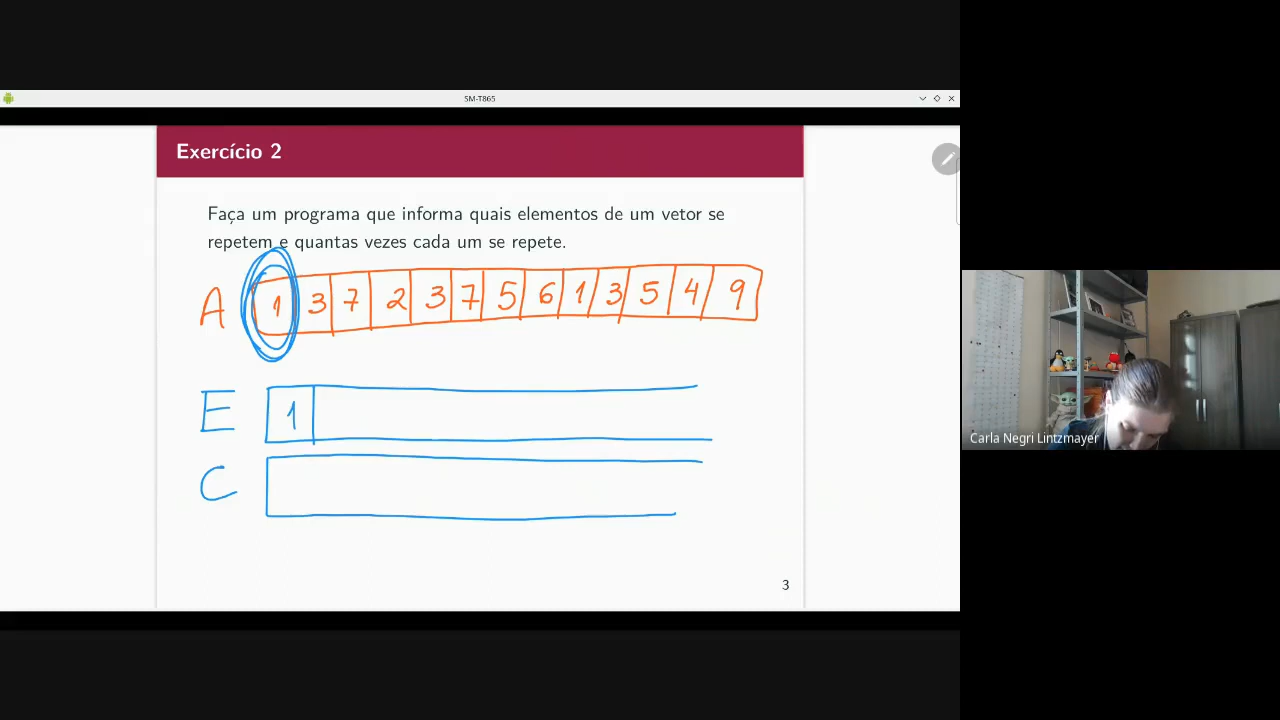 SM-T865
Exercício 2
Faça um programa que informa quais elementos de um vetor se
repetem e quantas vezes cada um se repete.
A 1 3 7 2 3 7 5 6 1 3 5 4 9
E 1
C
3
Carla Negri Lintzmayer